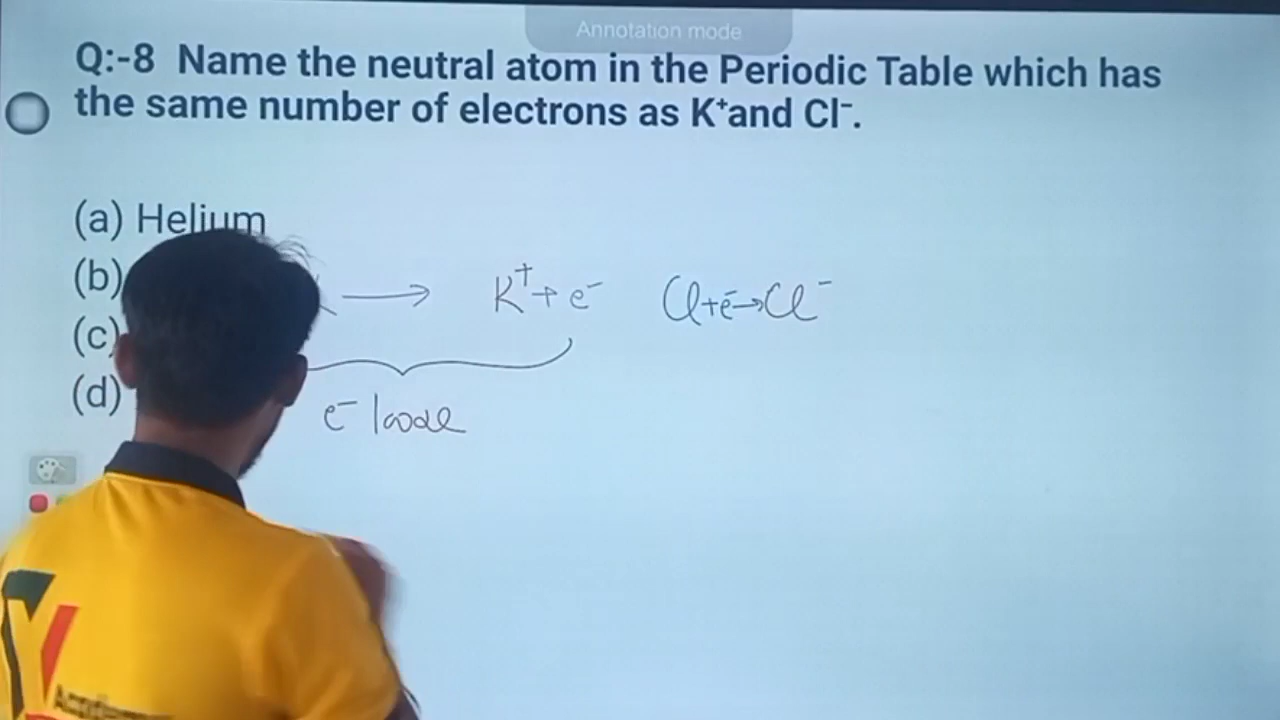 Annotation mode
Q:-8 Name the neutral atom in the Periodic Table which has
the same number of electrons as K⁺and Cl⁻.
(a) Helium
(b)
(c)
(d)
⟶ K⁺+ e⁻ Cl+e⁻→Cl⁻
e⁻ loose